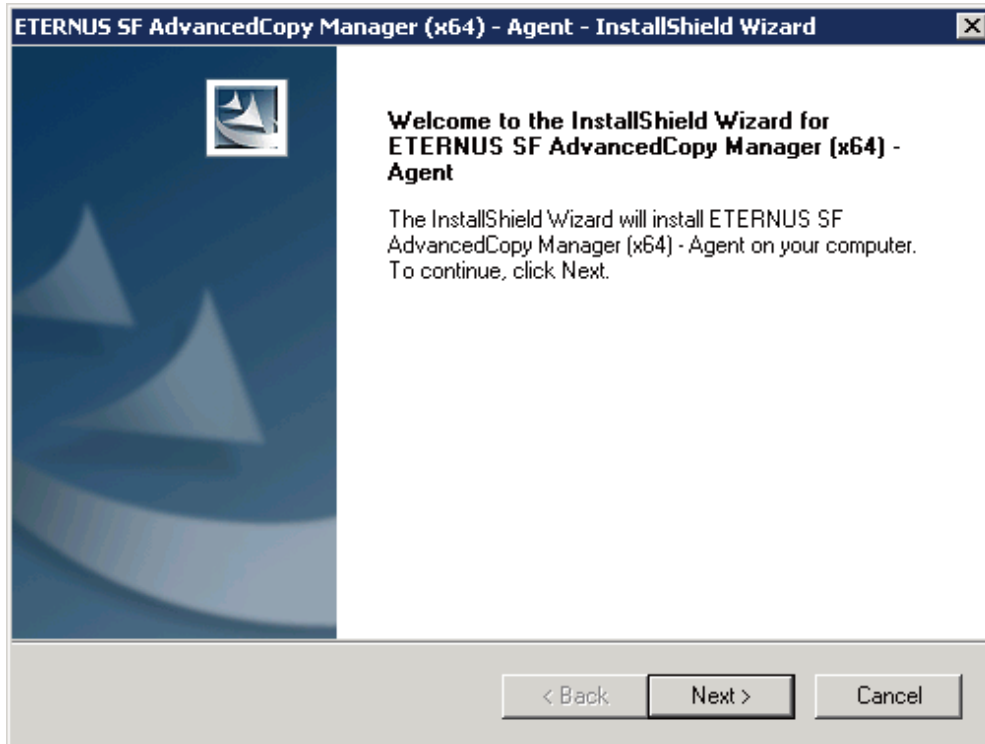 ETERNUS SF AdvancedCopy Manager (x64) - Agent - InstallShield Wizard
Welcome to the InstallShield Wizard for
ETERNUS SF AdvancedCopy Manager (x64) -
Agent
The InstallShield Wizard will install ETERNUS SF
AdvancedCopy Manager (x64) - Agent on your computer.
To continue, click Next.
< Back Next > Cancel